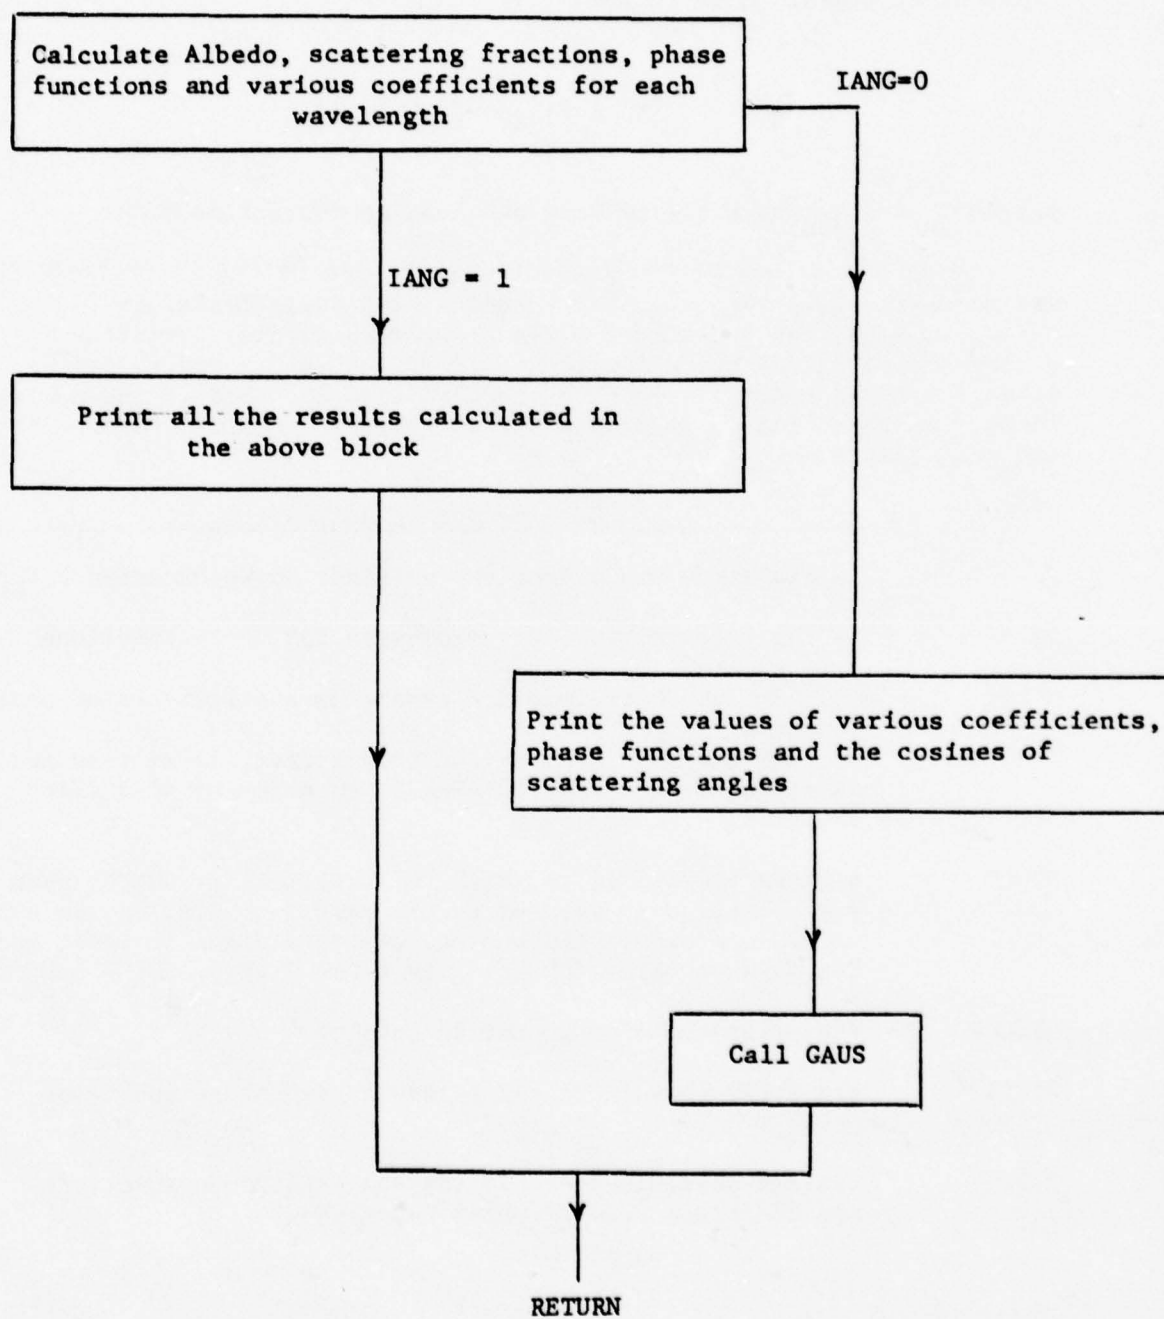 Calculate Albedo, scattering fractions, phase
functions and various coefficients for each
wavelength
IANG=0
IANG = 1
Print all the results calculated in
the above block
Print the values of various coefficients,
phase functions and the cosines of
scattering angles
Call GAUS
RETURN